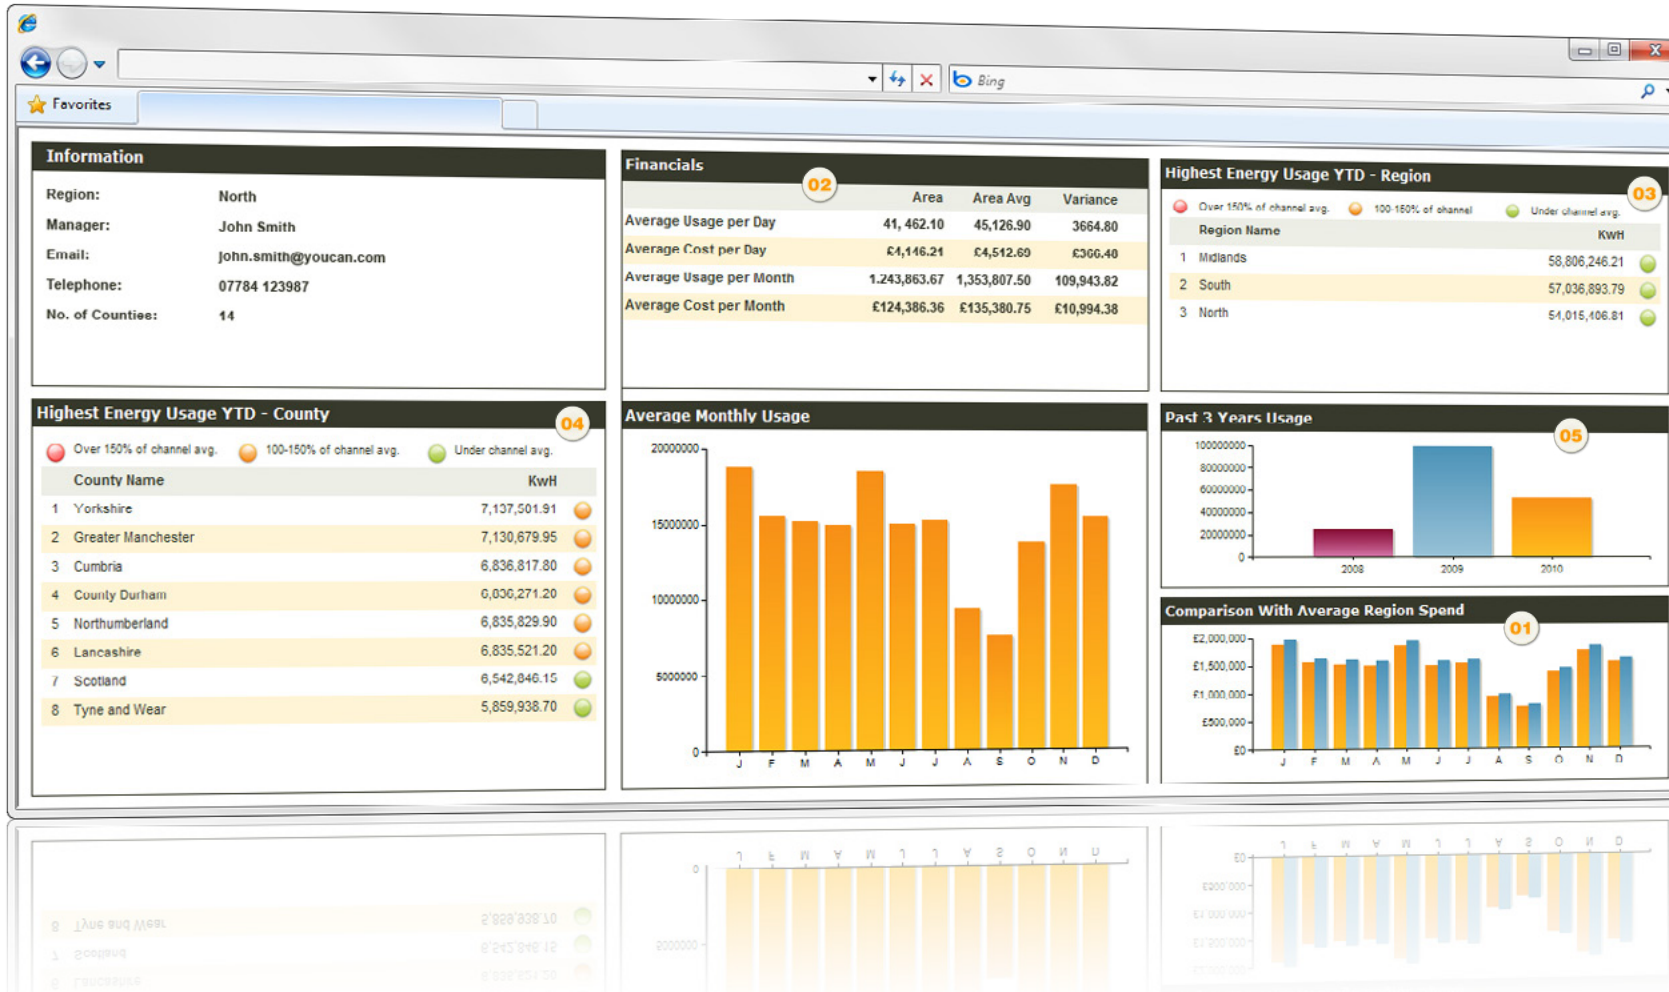 Bing
Favorites
Information
Region: North
Manager: John Smith
Email: john.smith@youcan.com
Telephone: 07784 123987
No. of Counties: 14
Financials
02
Area Area Avg Variance
Average Usage per Day 41, 462.10 45,126.90 3664.80
Average Cost per Day £4,146.21 £4,512.69 £366.48
Average Usage per Month 1.243,863.67 1,353,807.50 109,943.82
Average Cost per Month £124,386.36 £135,380.75 £10,994.38
Highest Energy Usage YTD - Region
03
Over 150% of channel avg. 100-150% of channel Under channel avg.
Region Name KwH
1 Midlands 58,806,246.21
2 South 57,036,893.79
3 North 54,015,406.81
Highest Energy Usage YTD - County
04
Over 150% of channel avg. 100-150% of channel avg. Under channel avg.
County Name KwH
1 Yorkshire 7,137,501.91
2 Greater Manchester 7,130,679.95
3 Cumbria 6,836,817.80
4 County Durham 6,836,271.20
5 Northumberland 6,835,829.90
6 Lancashire 6,835,521.20
7 Scotland 6,542,846.15
8 Tyne and Wear 5,859,938.70
Average Monthly Usage
20000000
15000000
10000000
5000000
0
J F M A M J J A S O N D
Past 3 Years Usage
05
100000000
80000000
60000000
40000000
20000000
0
2008 2009 2010
Comparison With Average Region Spend
01
£2,000,000
£1,500,000
£1,000,000
£500,000
£0
J F M A M J J A S O N D